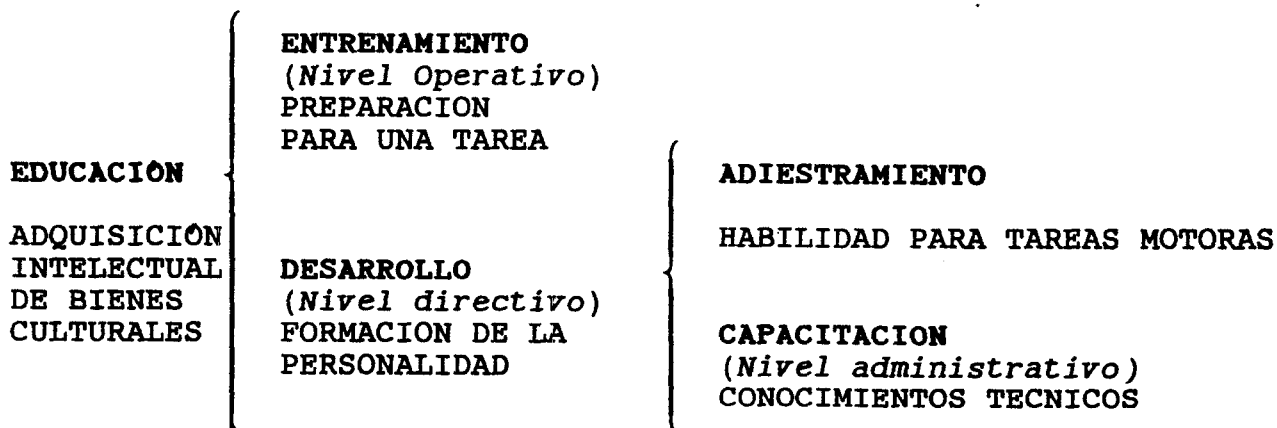 ENTRENAMIENTO
(Nivel Operativo)
PREPARACION
PARA UNA TAREA
EDUCACIÓN
ADQUISICIÓN
INTELECTUAL
DE BIENES
CULTURALES
DESARROLLO
(Nivel directivo)
FORMACION DE LA
PERSONALIDAD
ADIESTRAMIENTO
HABILIDAD PARA TAREAS MOTORAS
CAPACITACION
(Nivel administrativo)
CONOCIMIENTOS TECNICOS